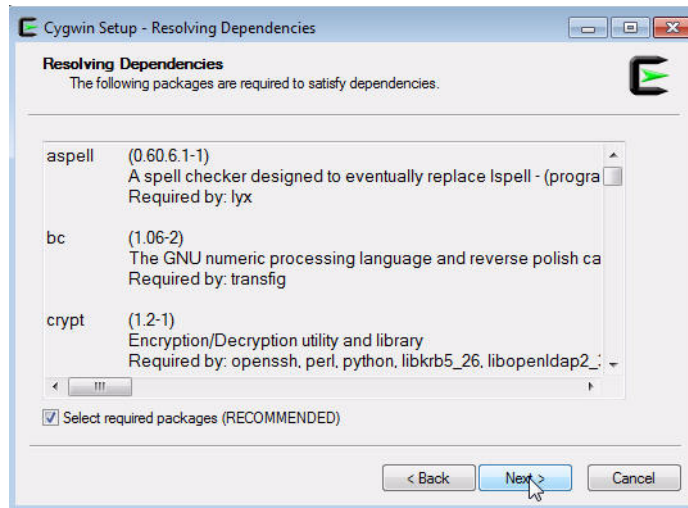 Cygwin Setup - Resolving Dependencies
Resolving Dependencies
The following packages are required to satisfy dependencies.
aspell (0.60.6.1-1)
A spell checker designed to eventually replace Ispell - (progra
Required by: lyx
bc (1.06-2)
The GNU numeric processing language and reverse polish ca
Required by: transfig
crypt (1.2-1)
Encryption/Decryption utility and library
Required by: openssh, perl, python, libkrb5_26, libopenldap2_
Select required packages (RECOMMENDED)
< Back Next > Cancel